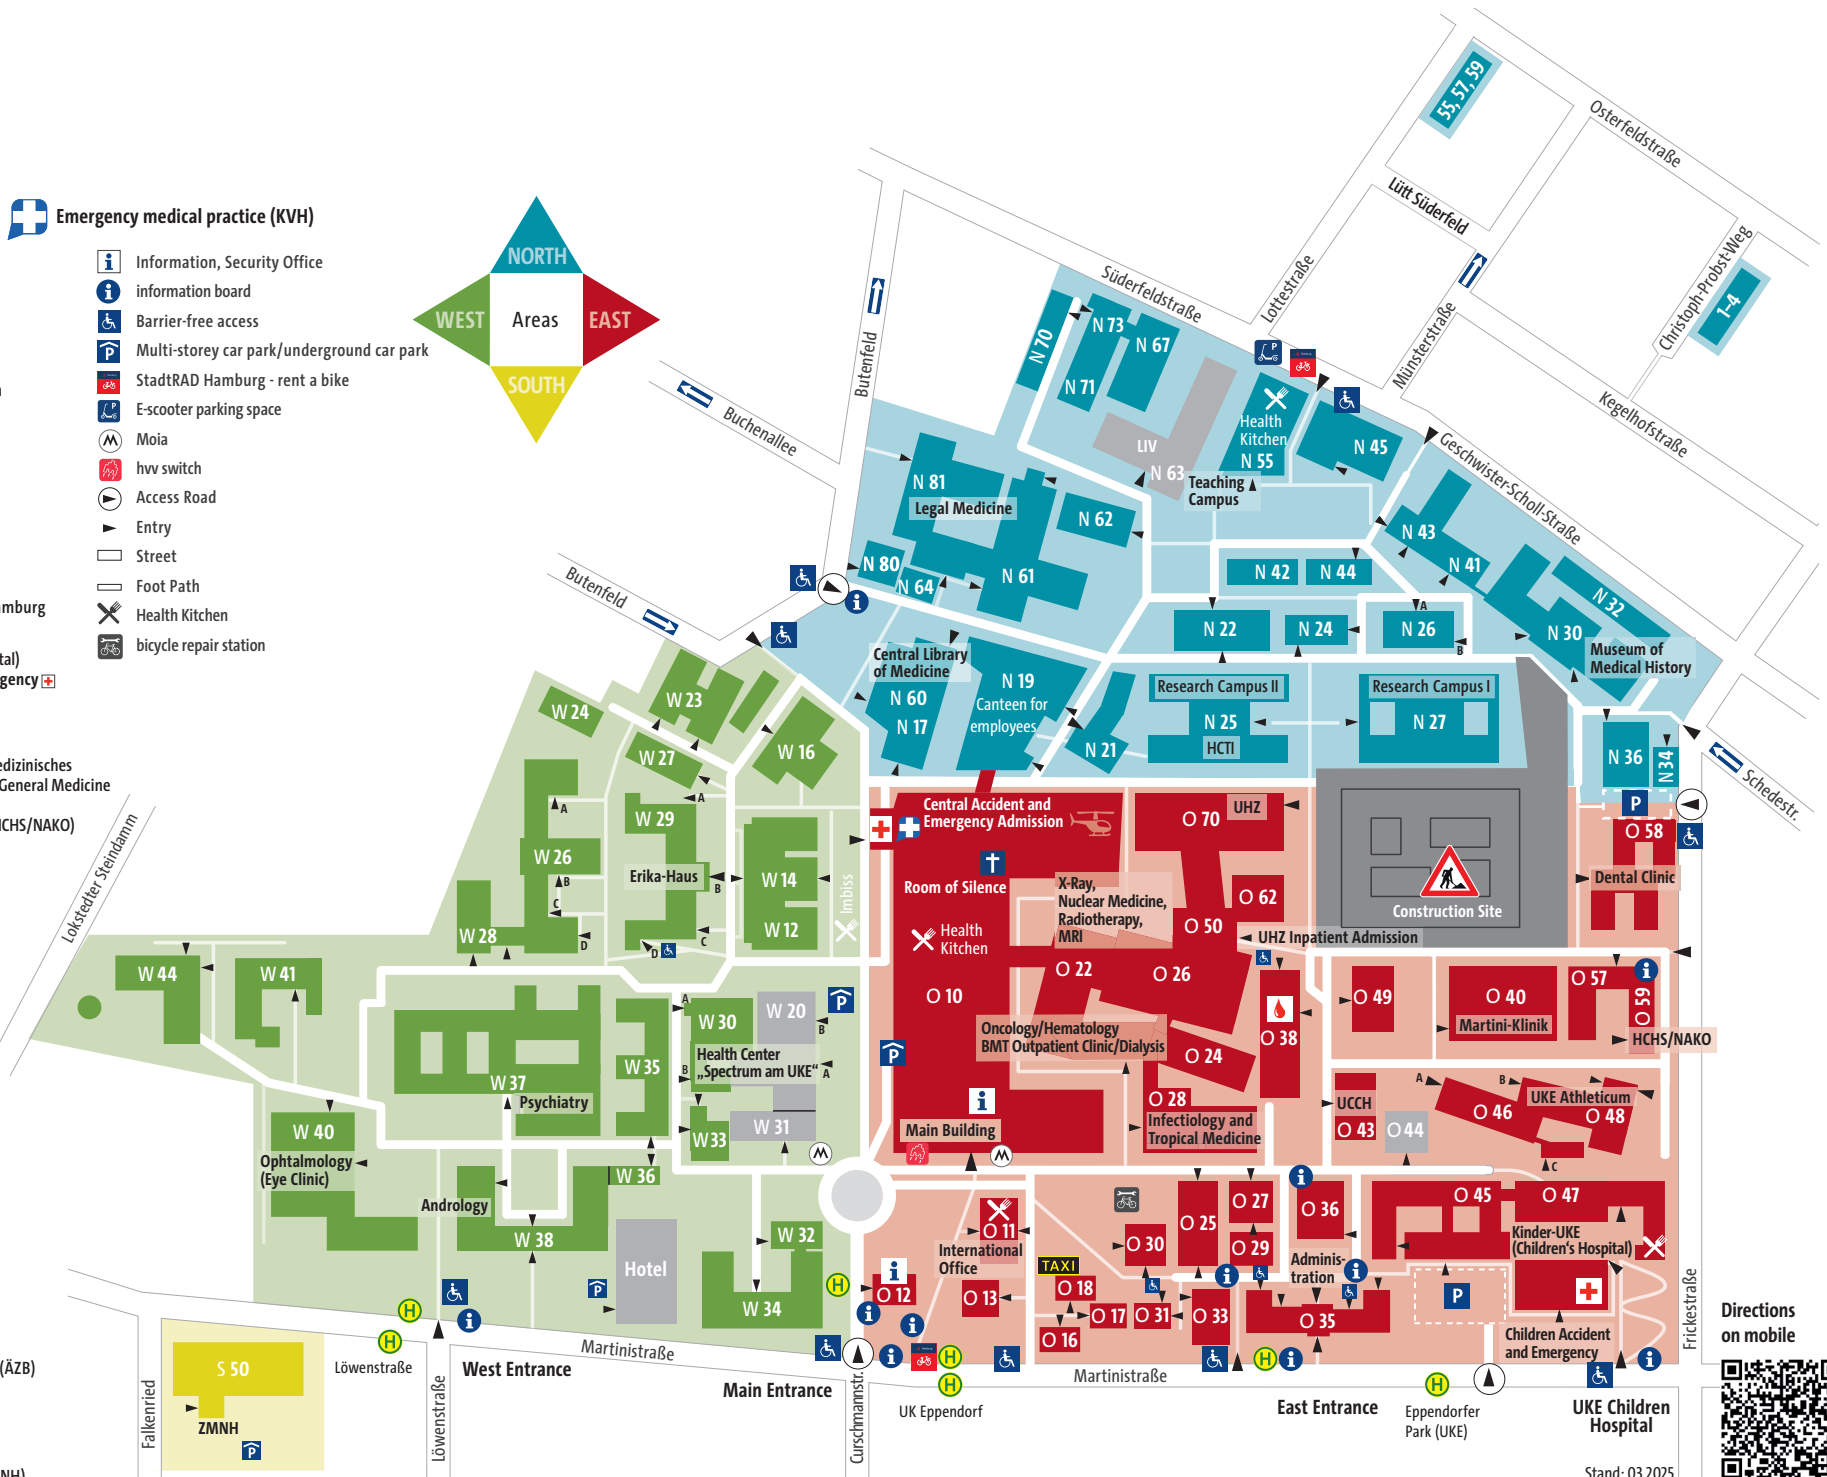 Emergency medical practice (KVH)
Information, Security Office
information board
Barrier-free access
Multi-storey car park/underground car park
StadtRAD Hamburg - rent a bike
E-scooter parking space
Moia
hvv switch
Access Road
Entry
Street
Foot Path
Health Kitchen
bicycle repair station
NORTH
WEST
Areas
EAST
SOUTH
amburg
tal)
gency
edizinisches
General Medicine
HCHS/NAKO)
(ÄZB)
NH)
55, 57, 59
Osterfeldstraße
Lütt Süderfeld
Christoph-Probst-Weg
1-4
Süderfeldstraße
Lottestraße
Münsterstraße
Kegelhofstraße
Geschwister-Scholl-Straße
Butenfeld
Buchenallee
Butenfeld
Schedestr.
Lokstedter Steindamm
N 70
N 73
N 67
N 71
LIV
N 63
Health
Kitchen
N 55
N 45
Teaching
Campus
N 81
Legal Medicine
N 62
N 80
N 64
N 61
N 43
N 41
N 42
N 44
N 32
N 30
N 22
N 24
N 26
A
B
Museum of
Medical History
Central Library
of Medicine
N 60
N 17
N 19
Canteen for
employees
N 21
Research Campus II
N 25
HCTI
Research Campus I
N 27
N 36
N 34
P
W 24
W 23
W 27
W 16
A
W 29
A
W 26
B
C
D
Erika-Haus
B
C
D
W 14
W 12
Imbiss
W 28
W 44
W 41
W 30
A
B
W 20
B
A
Health Center
„Spectrum am UKE“
W 35
W 37
Psychiatry
W 33
W 31
W 40
Ophtalmology
(Eye Clinic)
W 36
Andrology
W 38
Hotel
W 32
W 34
Central Accident and
Emergency Admission
Room of Silence
Health
Kitchen
O 10
Main Building
O 70
UHZ
X-Ray,
Nuclear Medicine,
Radiotherapy,
MRI
O 62
O 50
UHZ Inpatient Admission
O 22
O 26
Oncology/Hematology
BMT Outpatient Clinic/Dialysis
O 24
O 38
O 28
Infectiology and
Tropical Medicine
Construction Site
O 58
Dental Clinic
O 49
O 40
Martini-Klinik
O 57
O 59
HCHS/NAKO
UCCH
O 43
O 44
A
B
C
O 46
UKE Athleticum
O 48
O 45
O 47
Kinder-UKE
(Children's Hospital)
P
Children Accident
and Emergency
O 11
International
Office
O 12
O 13
TAXI
O 18
O 17
O 16
O 30
O 31
O 25
O 27
O 29
O 33
O 36
Adminis-
tration
O 35
S 50
ZMNH
Falkenried
Löwenstraße
H
H
Löwenstraße
West Entrance
Martinistraße
Main Entrance
H
H
H
Curschmannstr.
UK Eppendorf
Martinistraße
H
East Entrance
H
Eppendorfer
Park (UKE)
UKE Children
Hospital
Frickestraße
Directions
on mobile
Stand: 03.2025